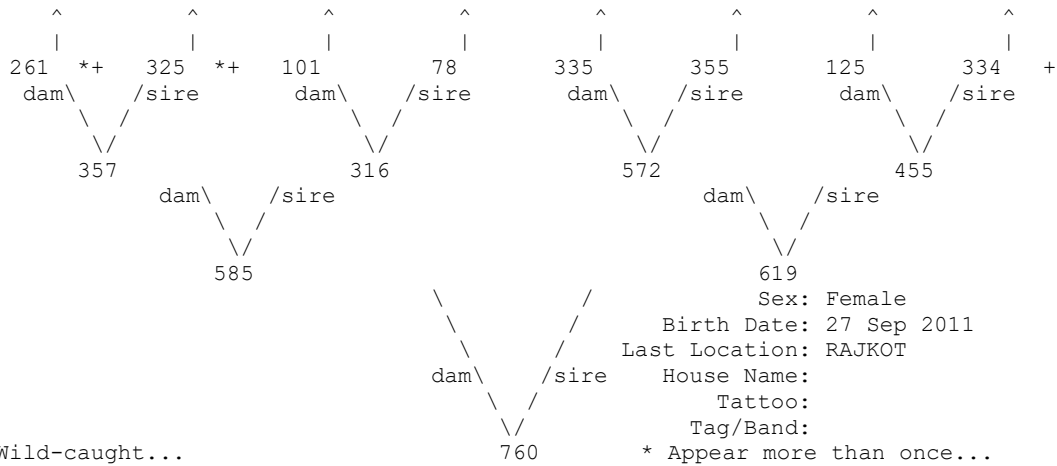 ^ ^ ^ ^ ^ ^ ^ ^
| | | | | | | |
261 *+ 325 *+ 101 78 335 355 125 334 +
dam\ /sire dam\ /sire dam\ /sire dam\ /sire
\ / \ / \ / \ /
\/ \/ \/ \/
357 316 572 455
dam\ /sire dam\ /sire
\ / \ /
\/ \/
585 619
\ / Sex: Female
\ / Birth Date: 27 Sep 2011
\ / Last Location: RAJKOT
dam\ /sire House Name:
\ / Tattoo:
\/ Tag/Band:
Wild-caught... 760 * Appear more than once...